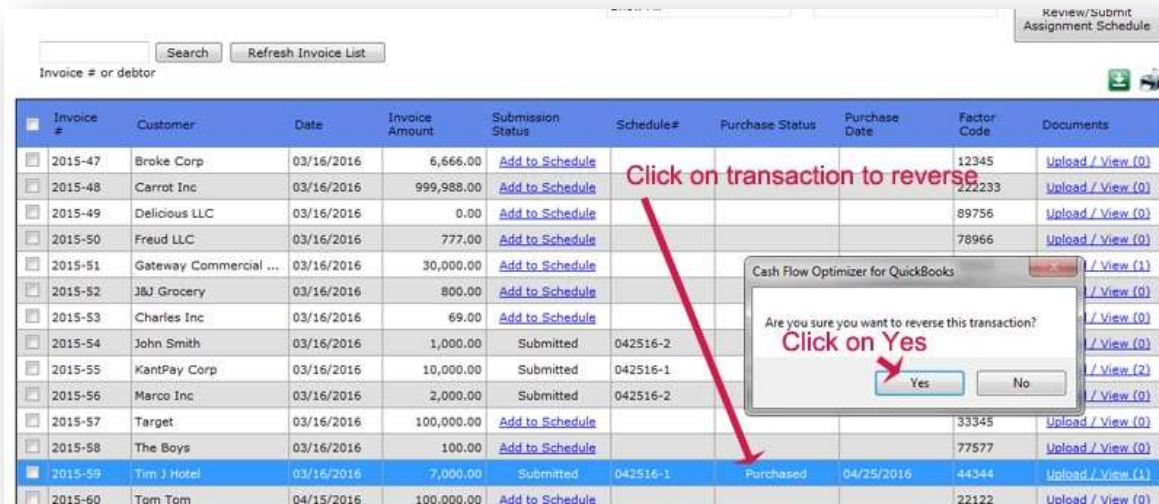 Review/Submit
Assignment Schedule
Search Refresh Invoice List
Invoice # or debtor
Invoice # Customer Date Invoice Amount Submission Status Schedule# Purchase Status Purchase Date Factor Code Documents
2015-47 Broke Corp 03/16/2016 6,666.00 Add to Schedule 12345 Upload / View (0)
Click on transaction to reverse
2015-48 Carrot Inc 03/16/2016 999,988.00 Add to Schedule 222233 Upload / View (0)
2015-49 Delicious LLC 03/16/2016 0.00 Add to Schedule 89756 Upload / View (0)
2015-50 Freud LLC 03/16/2016 777.00 Add to Schedule 78966 Upload / View (0)
2015-51 Gateway Commercial ... 03/16/2016 30,000.00 Add to Schedule / View (1)
Cash Flow Optimizer for QuickBooks
2015-52 J&J Grocery 03/16/2016 800.00 Add to Schedule / View (0)
2015-53 Charles Inc 03/16/2016 69.00 Add to Schedule / View (0)
Are you sure you want to reverse this transaction?
Click on Yes
2015-54 John Smith 03/16/2016 1,000.00 Submitted 042516-2 / View (0)
2015-55 KantPay Corp 03/16/2016 10,000.00 Submitted 042516-1 / View (2)
Yes No
2015-56 Marco Inc 03/16/2016 2,000.00 Submitted 042516-2 / View (0)
2015-57 Target 03/16/2016 100,000.00 Add to Schedule 33345 Upload / View (0)
2015-58 The Boys 03/16/2016 100.00 Add to Schedule 77577 Upload / View (0)
2015-59 Tim J Hotel 03/16/2016 7,000.00 Submitted 042516-1 Purchased 04/25/2016 44344 Upload / View (1)
2015-60 Tom Tom 04/15/2016 100,000.00 Add to Schedule 22122 Upload / View (0)